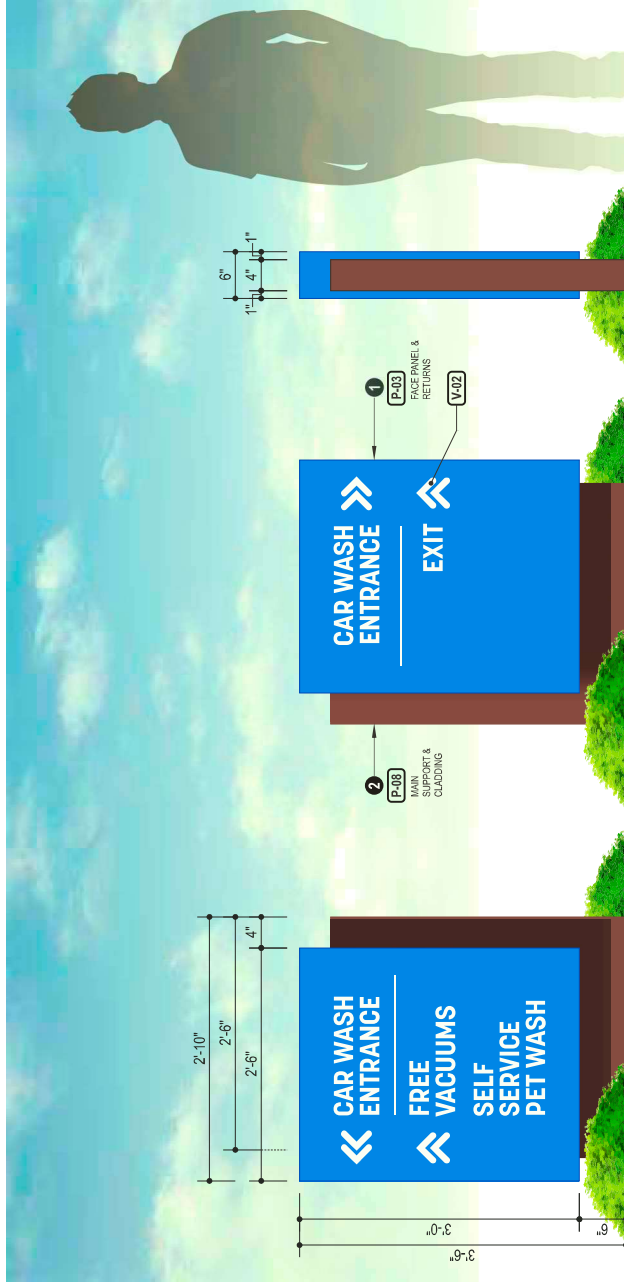 2'-10"
2'-6"
2'-6"
4"
3'-6"
3'-0"
6"
CAR WASH
ENTRANCE
FREE
VACUUMS
SELF
SERVICE
PET WASH
2
P-08
MAIN
SUPPORT &
CLADDING
CAR WASH
ENTRANCE
EXIT
1
P-03
FACE PANEL &
RETURNS
V-02
6"
1"
4"
1"